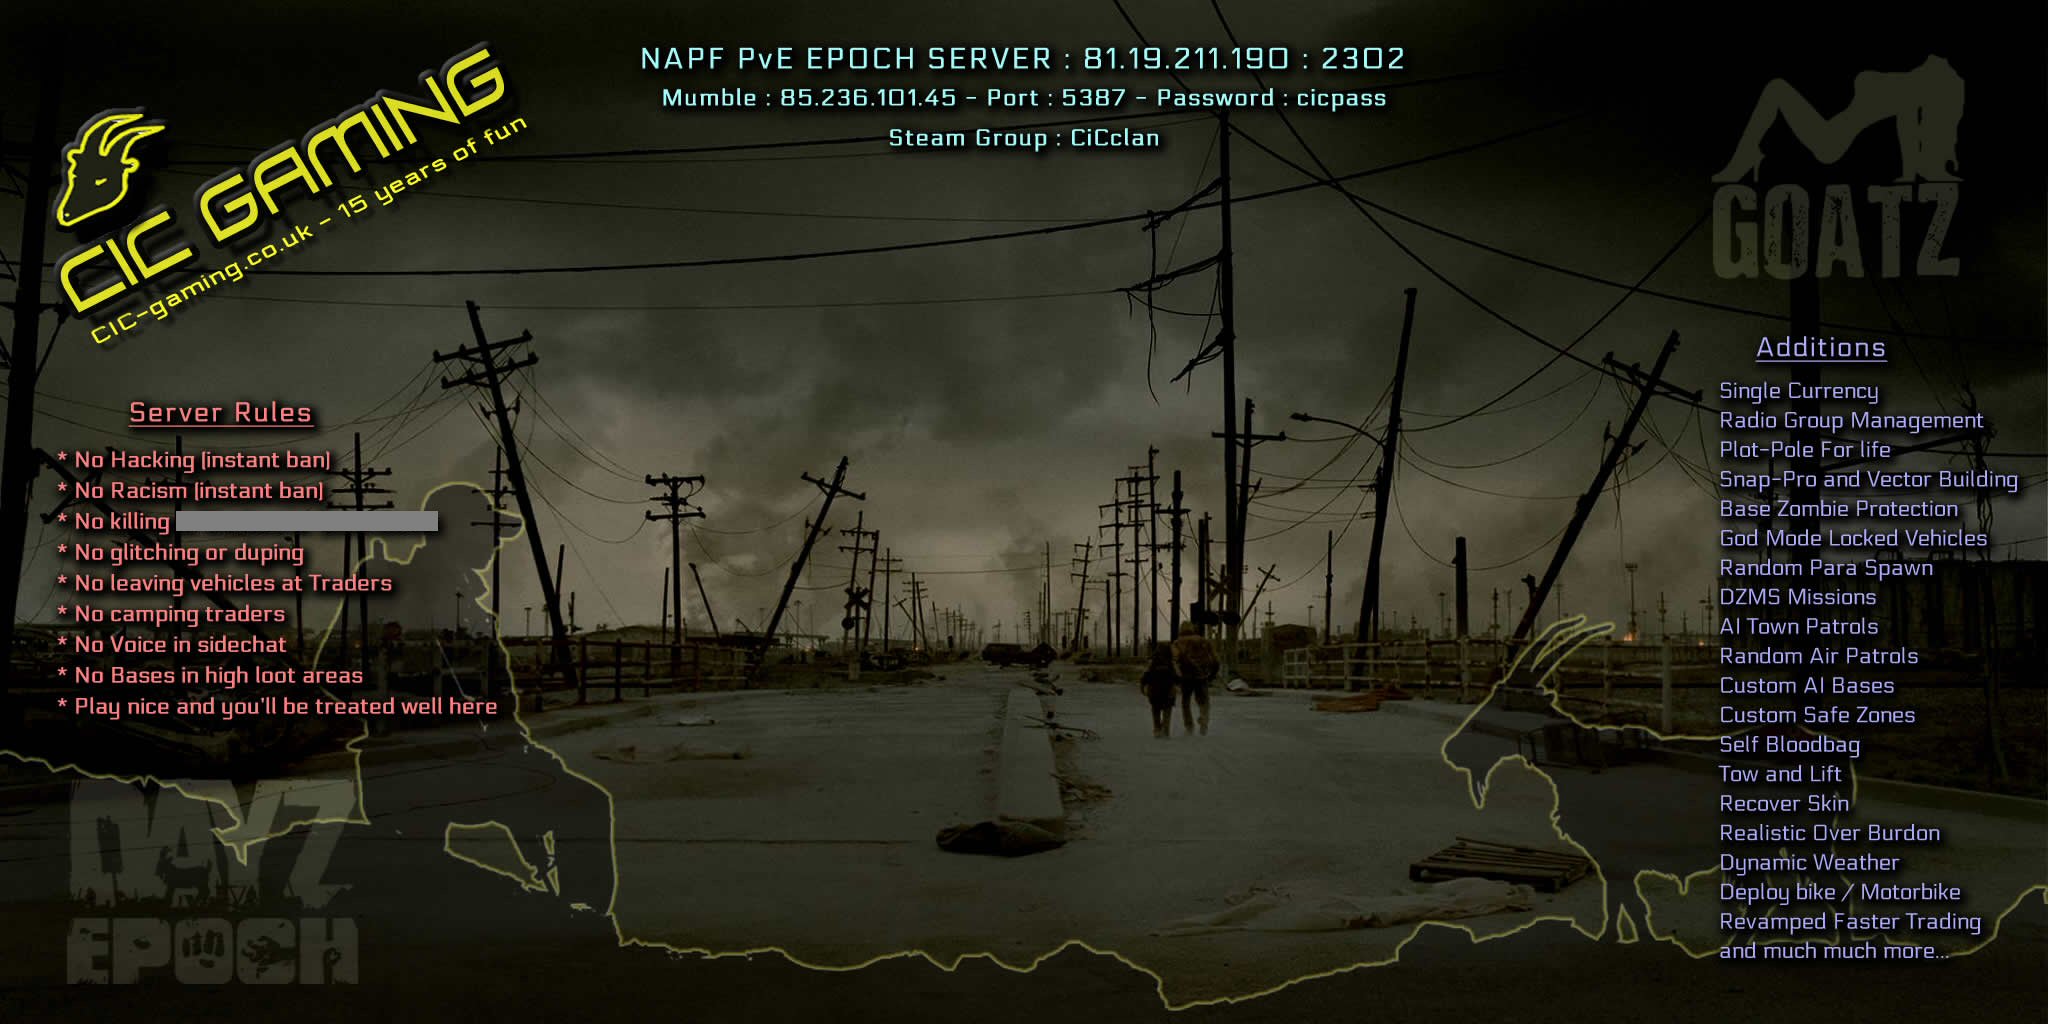 NAPF PvE EPOCH SERVER : 81.19.211.190 : 2302
Mumble : 85.236.101.45 - Port : 5387 - Password : cicpass
Steam Group : CiCclan
CIC GAMING
CIC-gaming.co.uk - 15 years of fun
GOATZ
Server Rules
* No Hacking (instant ban)
* No Racism (instant ban)
* No killing
* No glitching or duping
* No leaving vehicles at Traders
* No camping traders
* No Voice in sidechat
* No Bases in high loot areas
* Play nice and you'll be treated well here
DAYZ
EPOCH
Additions
Single Currency
Radio Group Management
Plot-Pole For life
Snap-Pro and Vector Building
Base Zombie Protection
God Mode Locked Vehicles
Random Para Spawn
DZMS Missions
AI Town Patrols
Random Air Patrols
Custom AI Bases
Custom Safe Zones
Self Bloodbag
Tow and Lift
Recover Skin
Realistic Over Burdon
Dynamic Weather
Deploy bike / Motorbike
Revamped Faster Trading
and much much more...